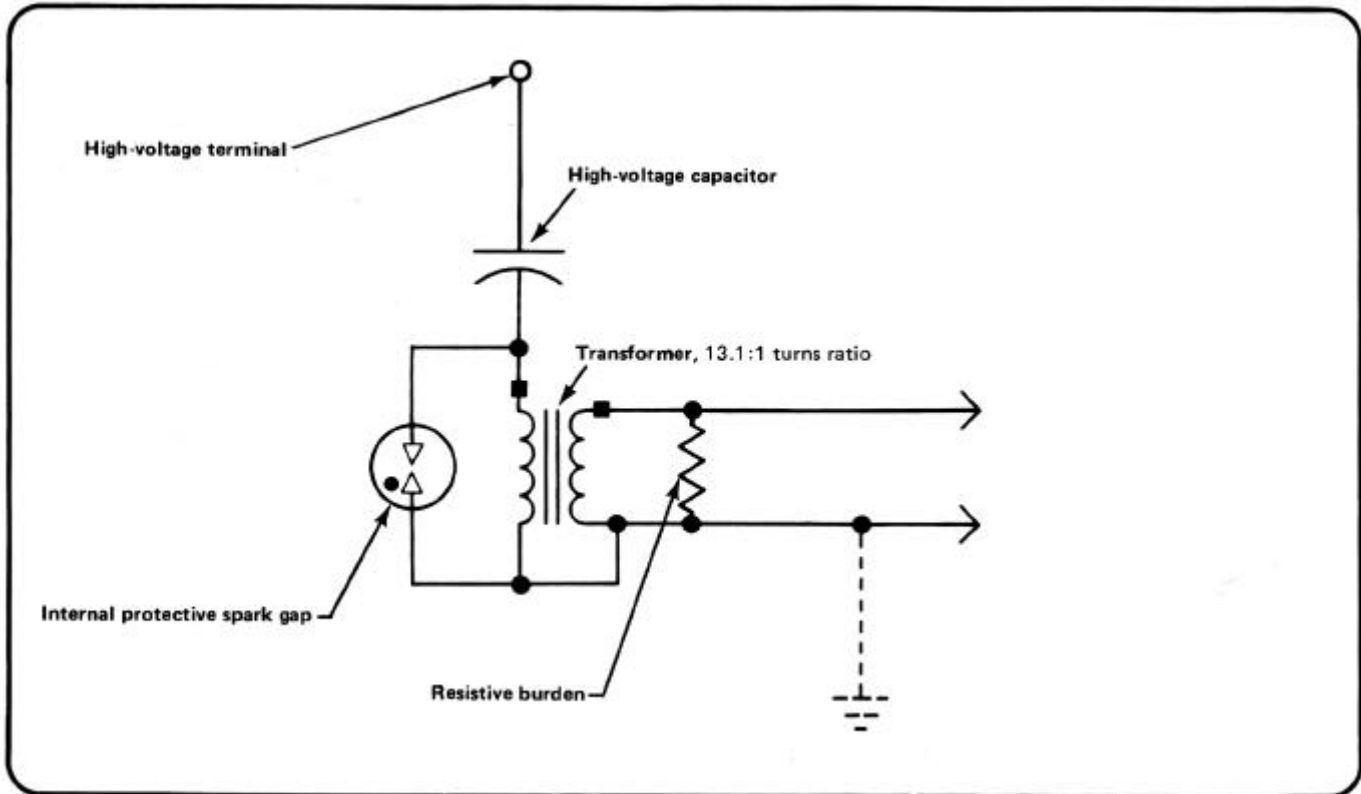 High-voltage terminal
High-voltage capacitor
Transformer, 13.1:1 turns ratio
Internal protective spark gap
Resistive burden